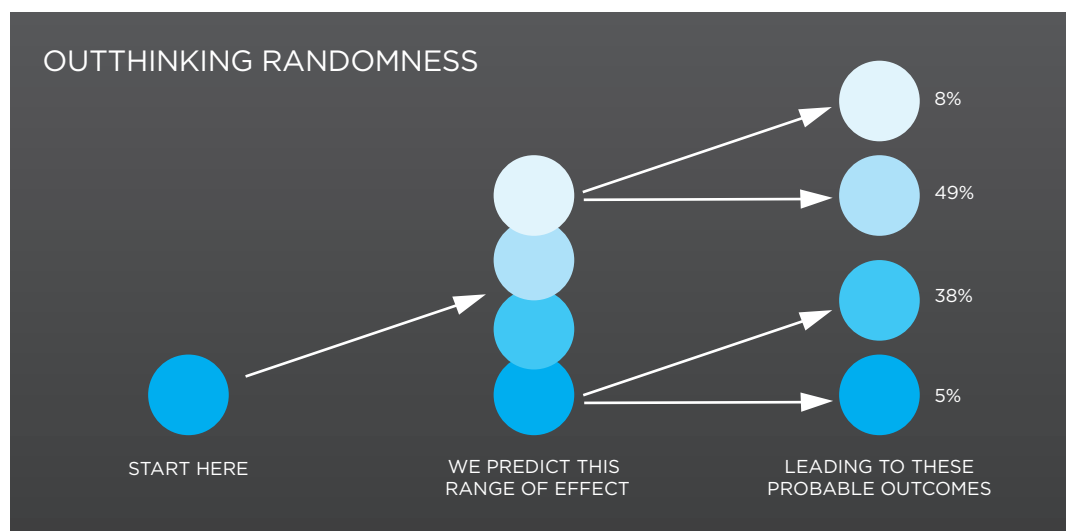 OUTTHINKING RANDOMNESS
8%
49%
38%
5%
START HERE
WE PREDICT THIS
RANGE OF EFFECT
LEADING TO THESE
PROBABLE OUTCOMES